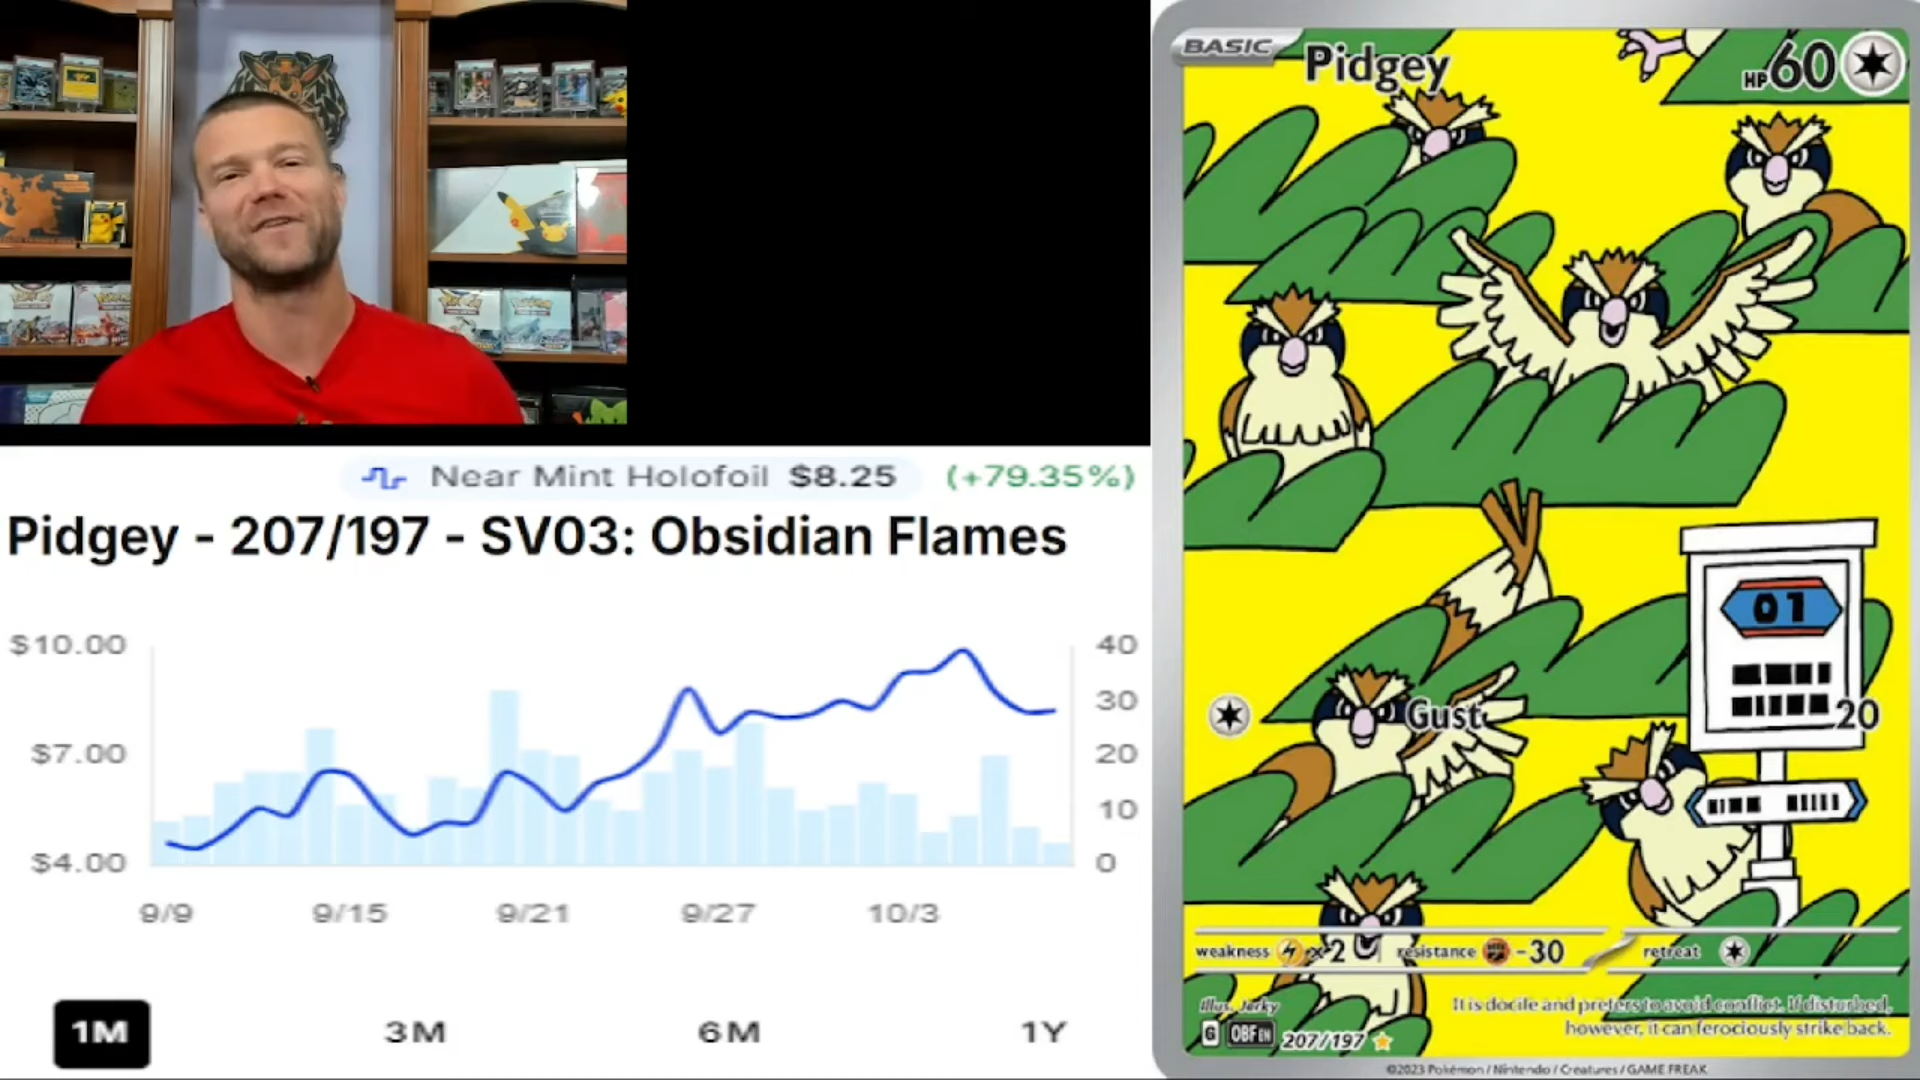 Near Mint Holofoil $8.25 (+79.35%)
Pidgey - 207/197 - SV03: Obsidian Flames
$10.00
$7.00
$4.00
40
30
20
10
0
9/9 9/15 9/21 9/27 10/3
1M 3M 6M 1Y
BASIC Pidgey HP60
01
Gust 20
weakness x2 resistance -30 retreat
Illus. Jerky
It is docile and prefers to avoid conflict. If disturbed,
however, it can ferociously strike back.
G OBF EN 207/197
©2023 Pokémon / Nintendo / Creatures / GAME FREAK